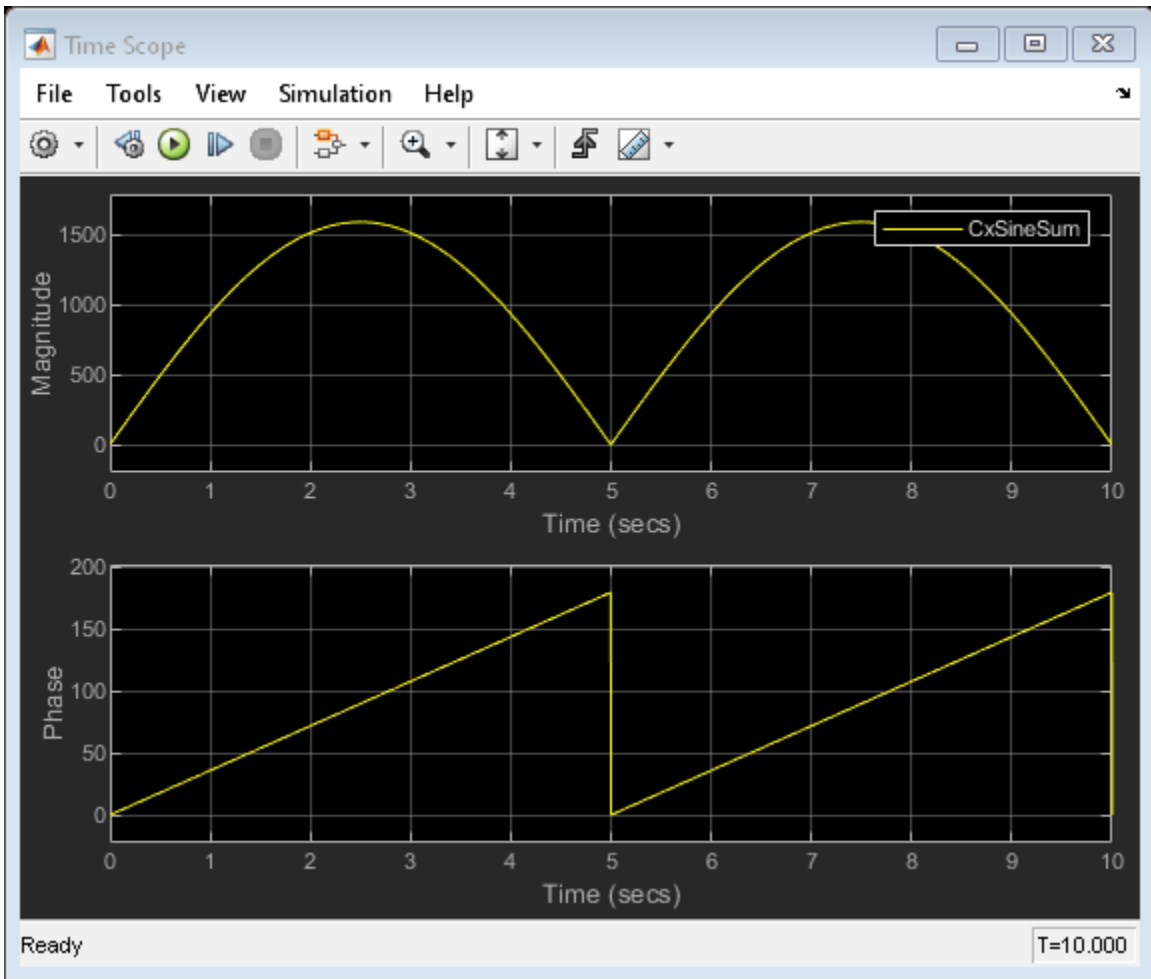 Time Scope
File Tools View Simulation Help
CxSineSum
1500
1000
500
0
Magnitude
0 1 2 3 4 5 6 7 8 9 10
Time (secs)
200
150
100
50
0
Phase
0 1 2 3 4 5 6 7 8 9 10
Time (secs)
Ready T=10.000